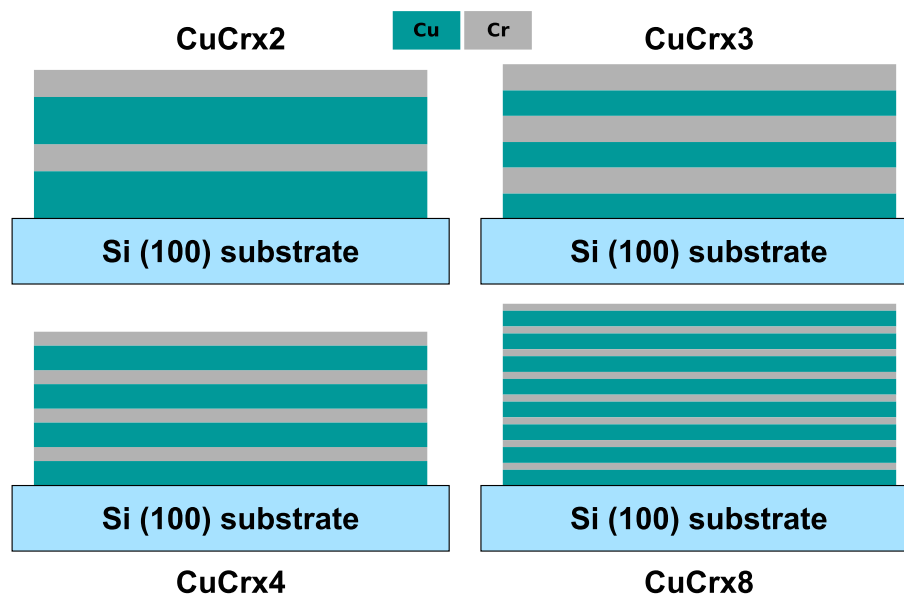 CuCrx2
Cu
Cr
CuCrx3
Si (100) substrate
Si (100) substrate
Si (100) substrate
Si (100) substrate
CuCrx4
CuCrx8